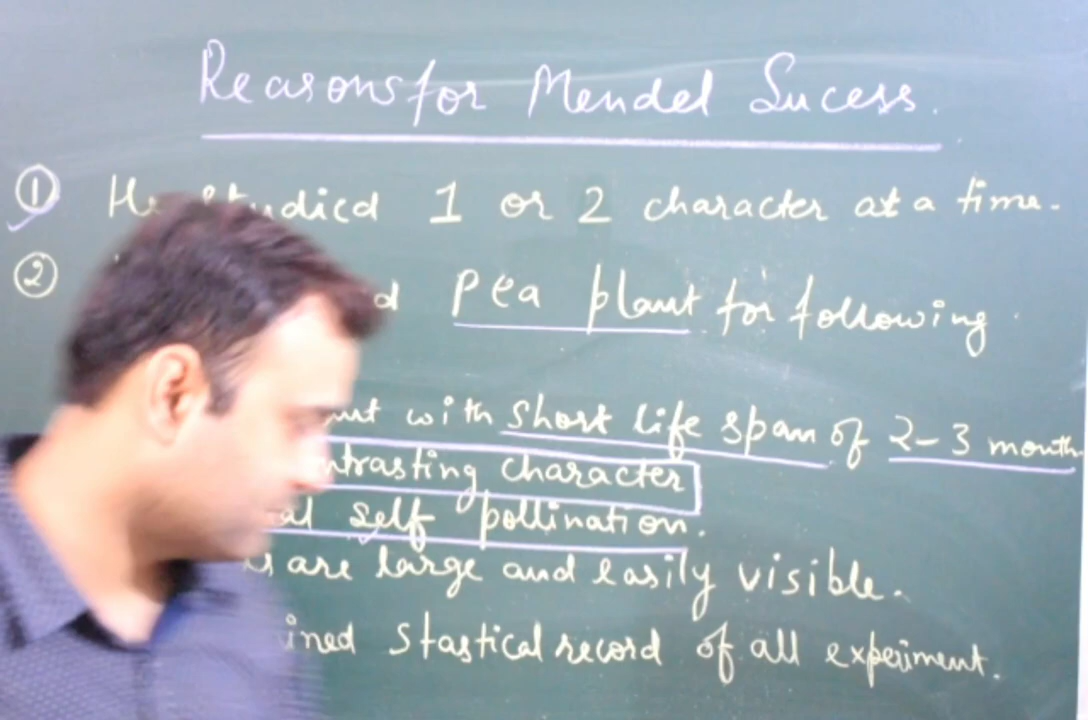 Reasons for Mendel Sucess.
① studied 1 or 2 character at a time.
② pea plant for following
with short life span of 2-3 month
character
self pollination.
are large and easily visible.
Stastical record of all experiment.